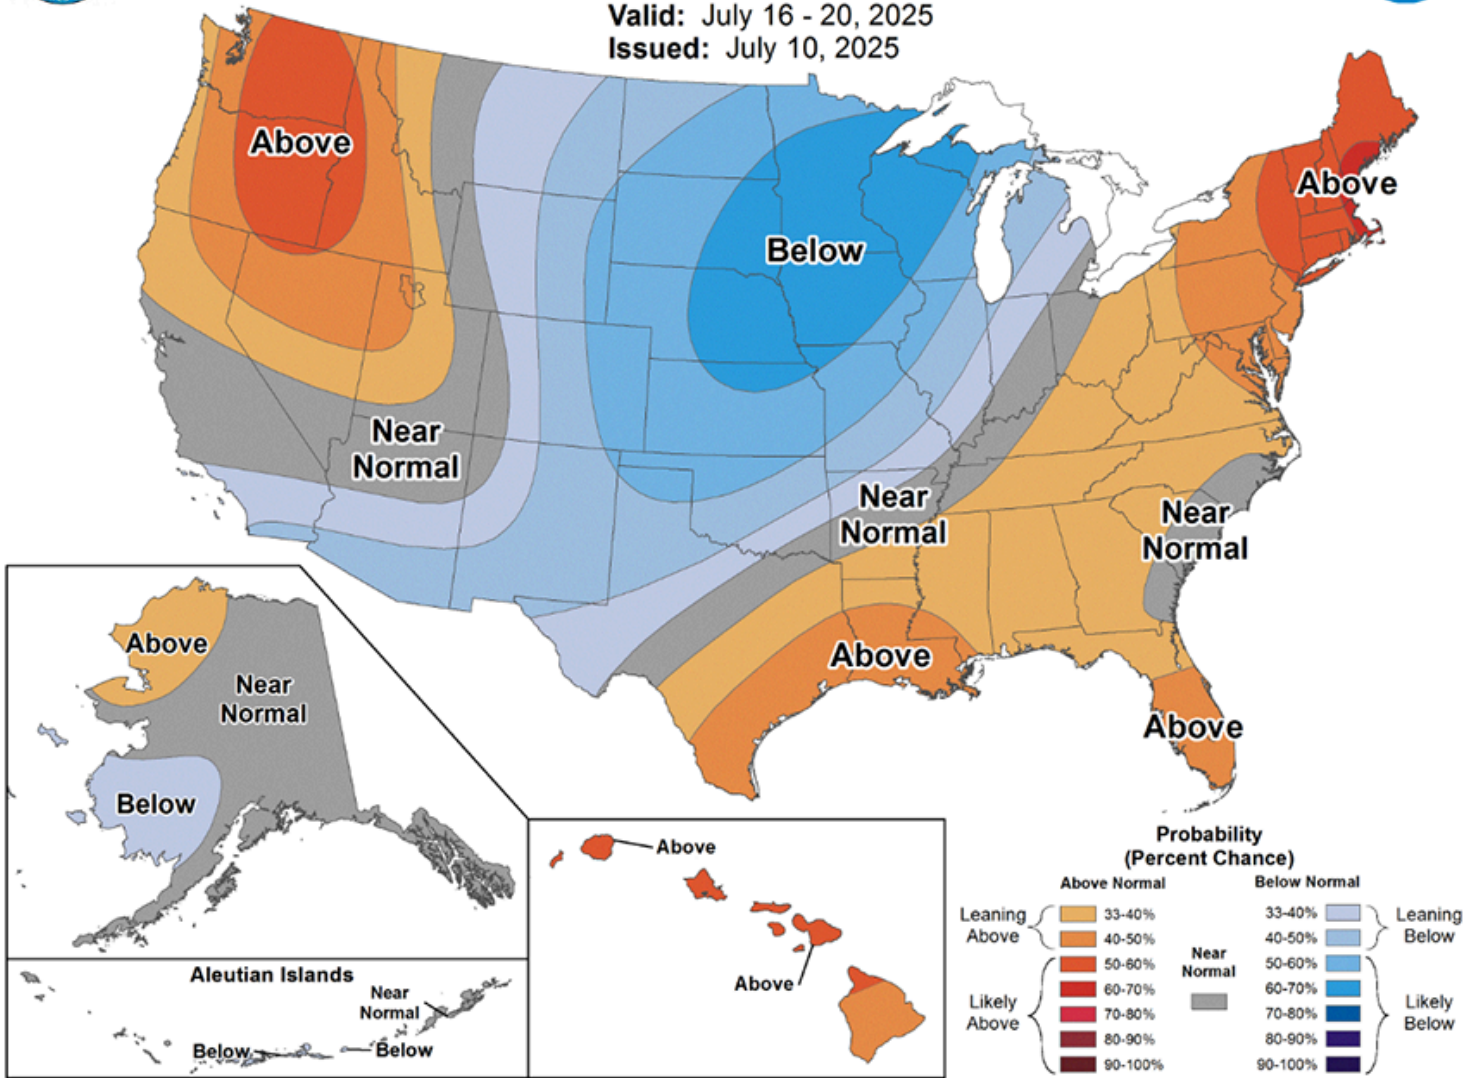 Valid: July 16 - 20, 2025
Issued: July 10, 2025
Above
Below
Above
Near
Normal
Near
Normal
Near
Normal
Above
Above
Above
Near
Normal
Below
Aleutian Islands
Near
Normal
Below
Below
Above
Above
Probability
(Percent Chance)
Above Normal
Below Normal
Leaning
Above
33-40%
40-50%
Likely
Above
50-60%
60-70%
70-80%
80-90%
90-100%
Near
Normal
33-40%
40-50%
Leaning
Below
50-60%
60-70%
70-80%
80-90%
90-100%
Likely
Below